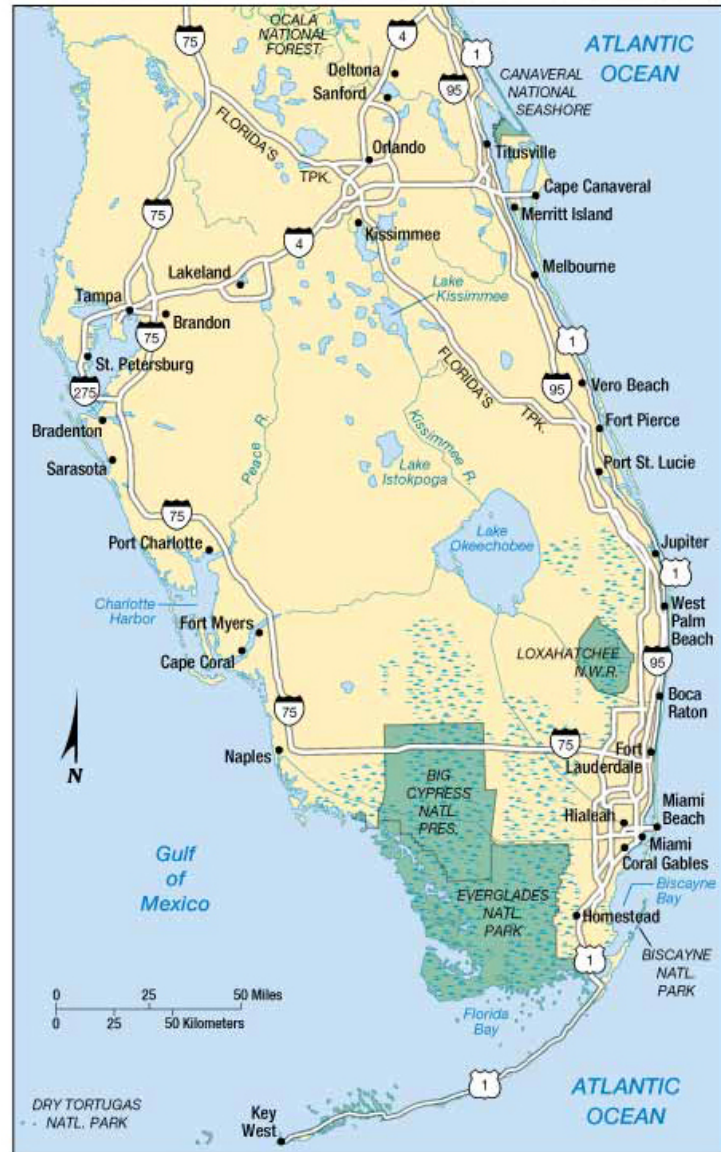 OCALA
NATIONAL
FOREST
75
4
1
ATLANTIC
OCEAN
Deltona
Sanford
95
CANAVERAL
NATIONAL
SEASHORE
FLORIDA'S
TPK.
Orlando
Titusville
75
Cape Canaveral
Merritt Island
4
Kissimmee
Lakeland
Melbourne
Lake
Kissimmee
Tampa
Brandon
75
1
St. Petersburg
275
FLORIDA'S
TPK.
95
Vero Beach
Bradenton
Sarasota
Peace R.
Kissimmee R.
Lake
Istokpoga
Fort Pierce
Port St. Lucie
75
Port Charlotte
Lake
Okeechobee
Jupiter
1
Charlotte
Harbor
Fort Myers
Cape Coral
West
Palm
Beach
LOXAHATCHEE
N.W.R.
95
Boca
Raton
75
75
N
Naples
Fort
Lauderdale
BIG
CYPRESS
NATL.
PRES.
Hialeah
Miami
Beach
Miami
Coral Gables
Gulf
of
Mexico
EVERGLADES
NATL.
PARK
Biscayne
Bay
Homestead
BISCAYNE
NATL.
PARK
1
0 25 50 Miles
0 25 50 Kilometers
Florida
Bay
1
ATLANTIC
OCEAN
DRY TORTUGAS
NATL. PARK
Key
West